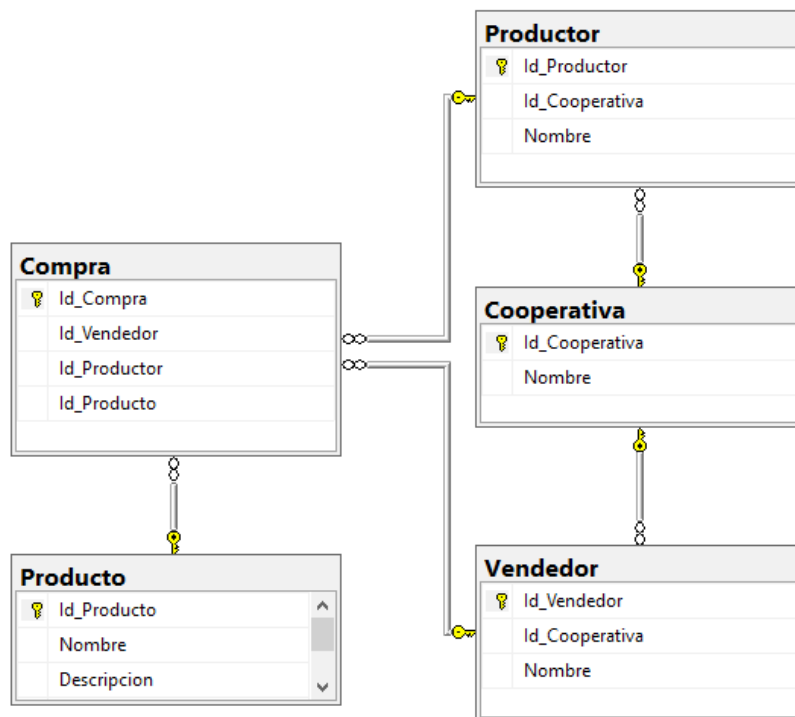 Productor
Id_Productor
Id_Cooperativa
Nombre
Compra
Id_Compra
Id_Vendedor
Id_Productor
Id_Producto
Cooperativa
Id_Cooperativa
Nombre
Producto
Id_Producto
Nombre
Descripcion
Vendedor
Id_Vendedor
Id_Cooperativa
Nombre